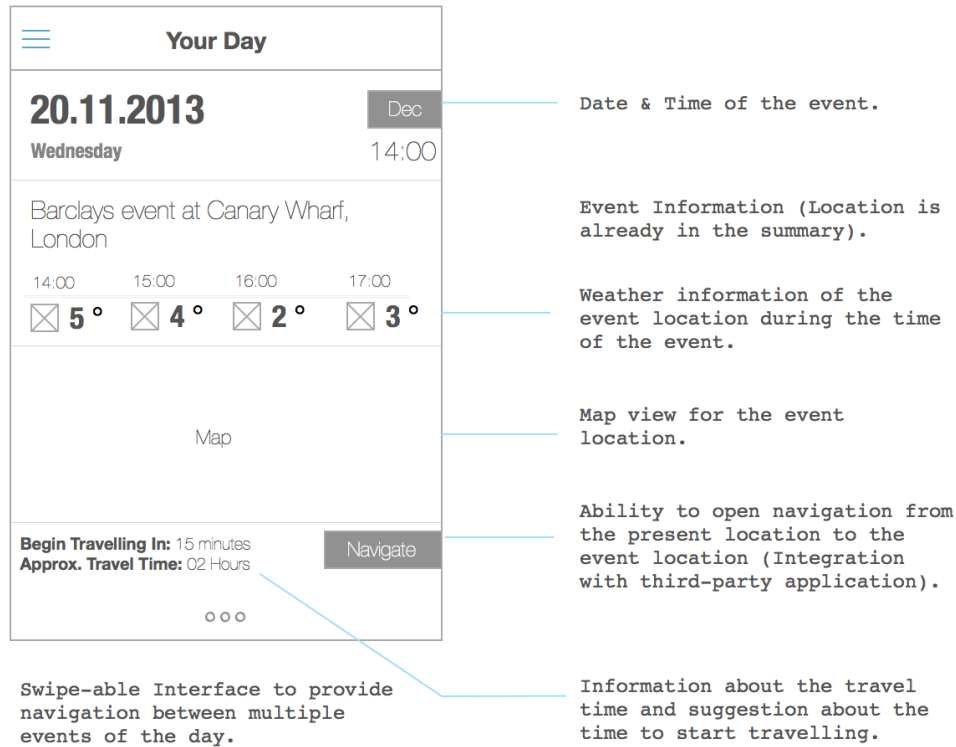 Your Day
20.11.2013
Dec
Wednesday
14:00
Barclays event at Canary Wharf,
London
14:00 15:00 16:00 17:00
5 ° 4 ° 2 ° 3 °
Map
Begin Travelling In: 15 minutes
Approx. Travel Time: 02 Hours
Navigate
Date & Time of the event.
Event Information (Location is
already in the summary).
Weather information of the
event location during the time
of the event.
Map view for the event
location.
Ability to open navigation from
the present location to the
event location (Integration
with third-party application).
Swipe-able Interface to provide
navigation between multiple
events of the day.
Information about the travel
time and suggestion about the
time to start travelling.